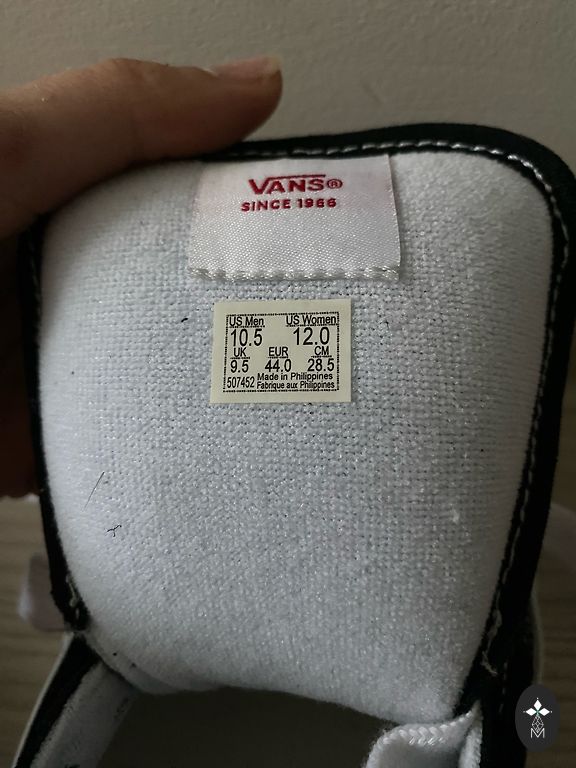 VANS®
SINCE 1966
US Men US Women
10.5 12.0
UK EUR CM
9.5 44.0 28.5
507452 Made in Philippines
Fabrique aux Philippines
M